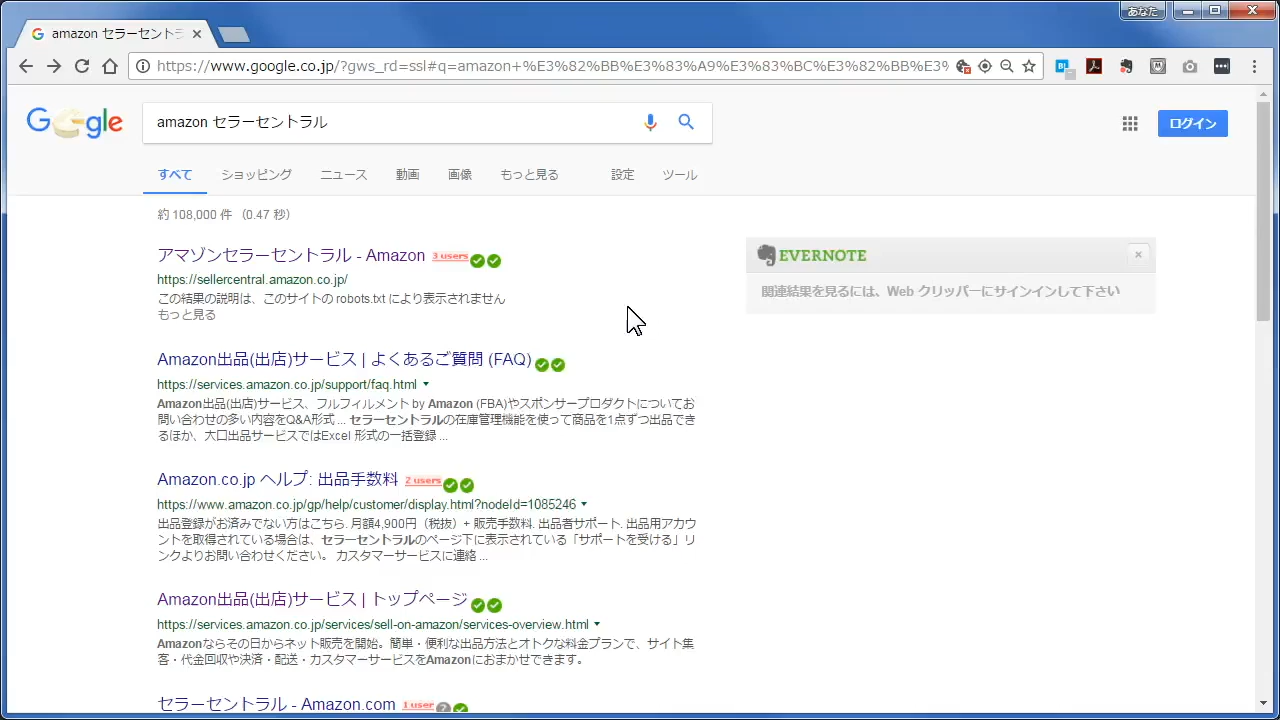 あなた
amazon セラーセントラ
https://www.google.co.jp/?gws_rd=ssl#q=amazon+%E3%82%BB%E3%83%A9%E3%83%BC%E3%82%BB%E3%
Google
amazon セラーセントラル
ログイン
すべて ショッピング ニュース 動画 画像 もっと見る 設定 ツール
約 108,000 件 (0.47 秒)
アマゾンセラーセントラル - Amazon 3 users
https://sellercentral.amazon.co.jp/
この結果の説明は、このサイトの robots.txt により表示されません
もっと見る
EVERNOTE
関連結果を見るには、Web クリッパーにサインインして下さい
Amazon出品(出店)サービス | よくあるご質問 (FAQ)
https://services.amazon.co.jp/support/faq.html
Amazon出品(出店)サービス、フルフィルメント by Amazon (FBA)やスポンサープロダクトについてお
問い合わせの多い内容をQ&A形式 ... セラーセントラルの在庫管理機能を使って商品を1点ずつ出品でき
るほか、大口出品サービスではExcel 形式の一括登録 ...
Amazon.co.jp ヘルプ: 出品手数料 2 users
https://www.amazon.co.jp/gp/help/customer/display.html?nodeId=1085246
出品登録がお済みでない方はこちら. 月額4,900円（税抜）+ 販売手数料. 出品者サポート. 出品用アカウ
ントを取得されている場合は、セラーセントラルのページ下に表示されている「サポートを受ける」リ
ンクよりお問い合わせください。 カスタマーサービスに連絡 ...
Amazon出品(出店)サービス | トップページ
https://services.amazon.co.jp/services/sell-on-amazon/services-overview.html
Amazonならその日からネット販売を開始。簡単・便利な出品方法とオトクな料金プランで、サイト集
客・代金回収や決済・配送・カスタマーサービスをAmazonにおまかせできます。
セラーセントラル - Amazon.com 1 user